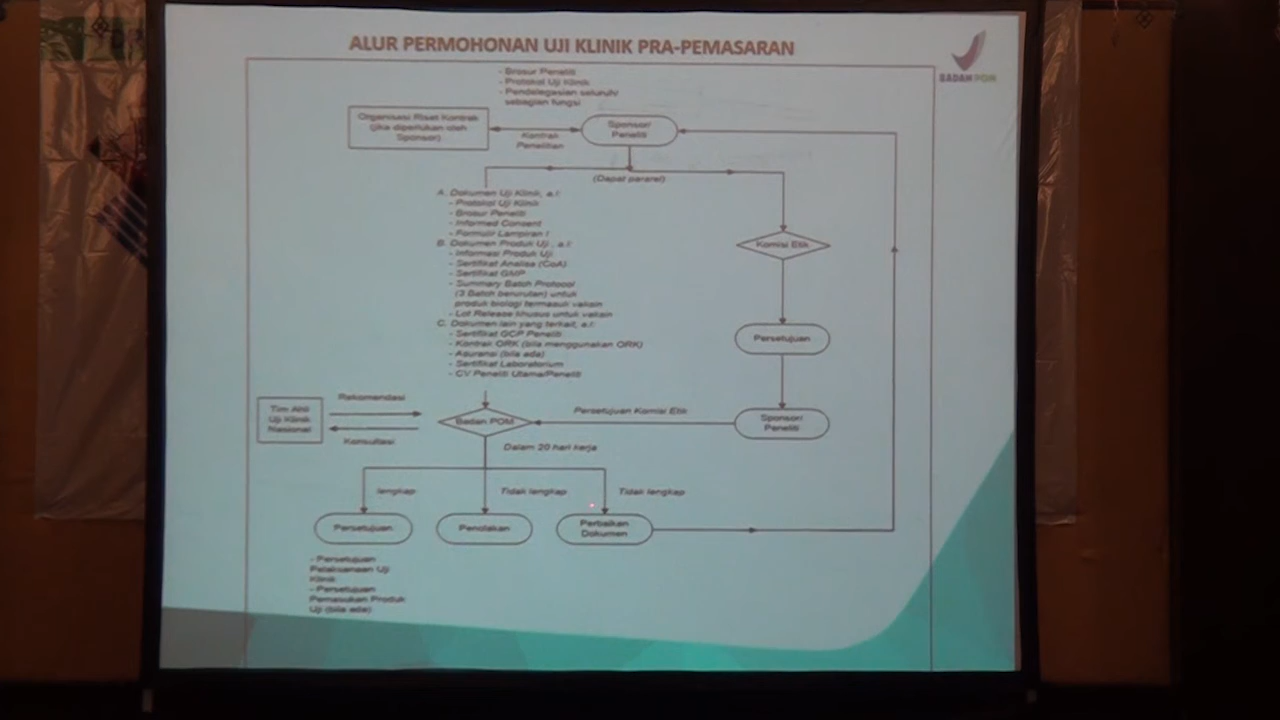 ALUR PERMOHONAN UJI KLINIK PRA-PEMASARAN
BADAN POM
- Brosur Peneliti
- Protokol Uji Klinik
- Pendelegasian seluruh/
sebagian fungsi
Organisasi Riset Kontrak
(jika diperlukan oleh
Sponsor)
Kontrak
Penelitian
Sponsor/
Peneliti
(Dapat pararel)
A. Dokumen Uji Klinik, a.l:
- Protokol Uji Klinik
- Brosur Peneliti
- Informed Consent
- Formulir Lampiran I
B. Dokumen Produk Uji , a.l:
- Informasi Produk Uji
- Sertifikat Analisa (CoA)
- Sertifikat GMP
- Summary Batch Protocol
(3 Batch berurutan) untuk
produk biologi termasuk vaksin
- Lot Release khusus untuk vaksin
C. Dokumen lain yang terkait, a.l:
- Sertifikat GCP Peneliti
- Kontrak ORK (bila menggunakan ORK)
- Asuransi (bila ada)
- Sertifikat Laboratorium
- CV Peneliti Utama/Peneliti
Komisi Etik
Persetujuan
Sponsor/
Peneliti
Persetujuan Komisi Etik
Tim Ahli
Uji Klinik
Nasional
Rekomendasi
Konsultasi
Badan POM
Dalam 20 hari kerja
lengkap
Tidak lengkap
Tidak lengkap
Persetujuan
Penolakan
Perbaikan
Dokumen
- Persetujuan
Pelaksanaan Uji
Klinik
- Persetujuan
Pemasukan Produk
Uji (bila ada)